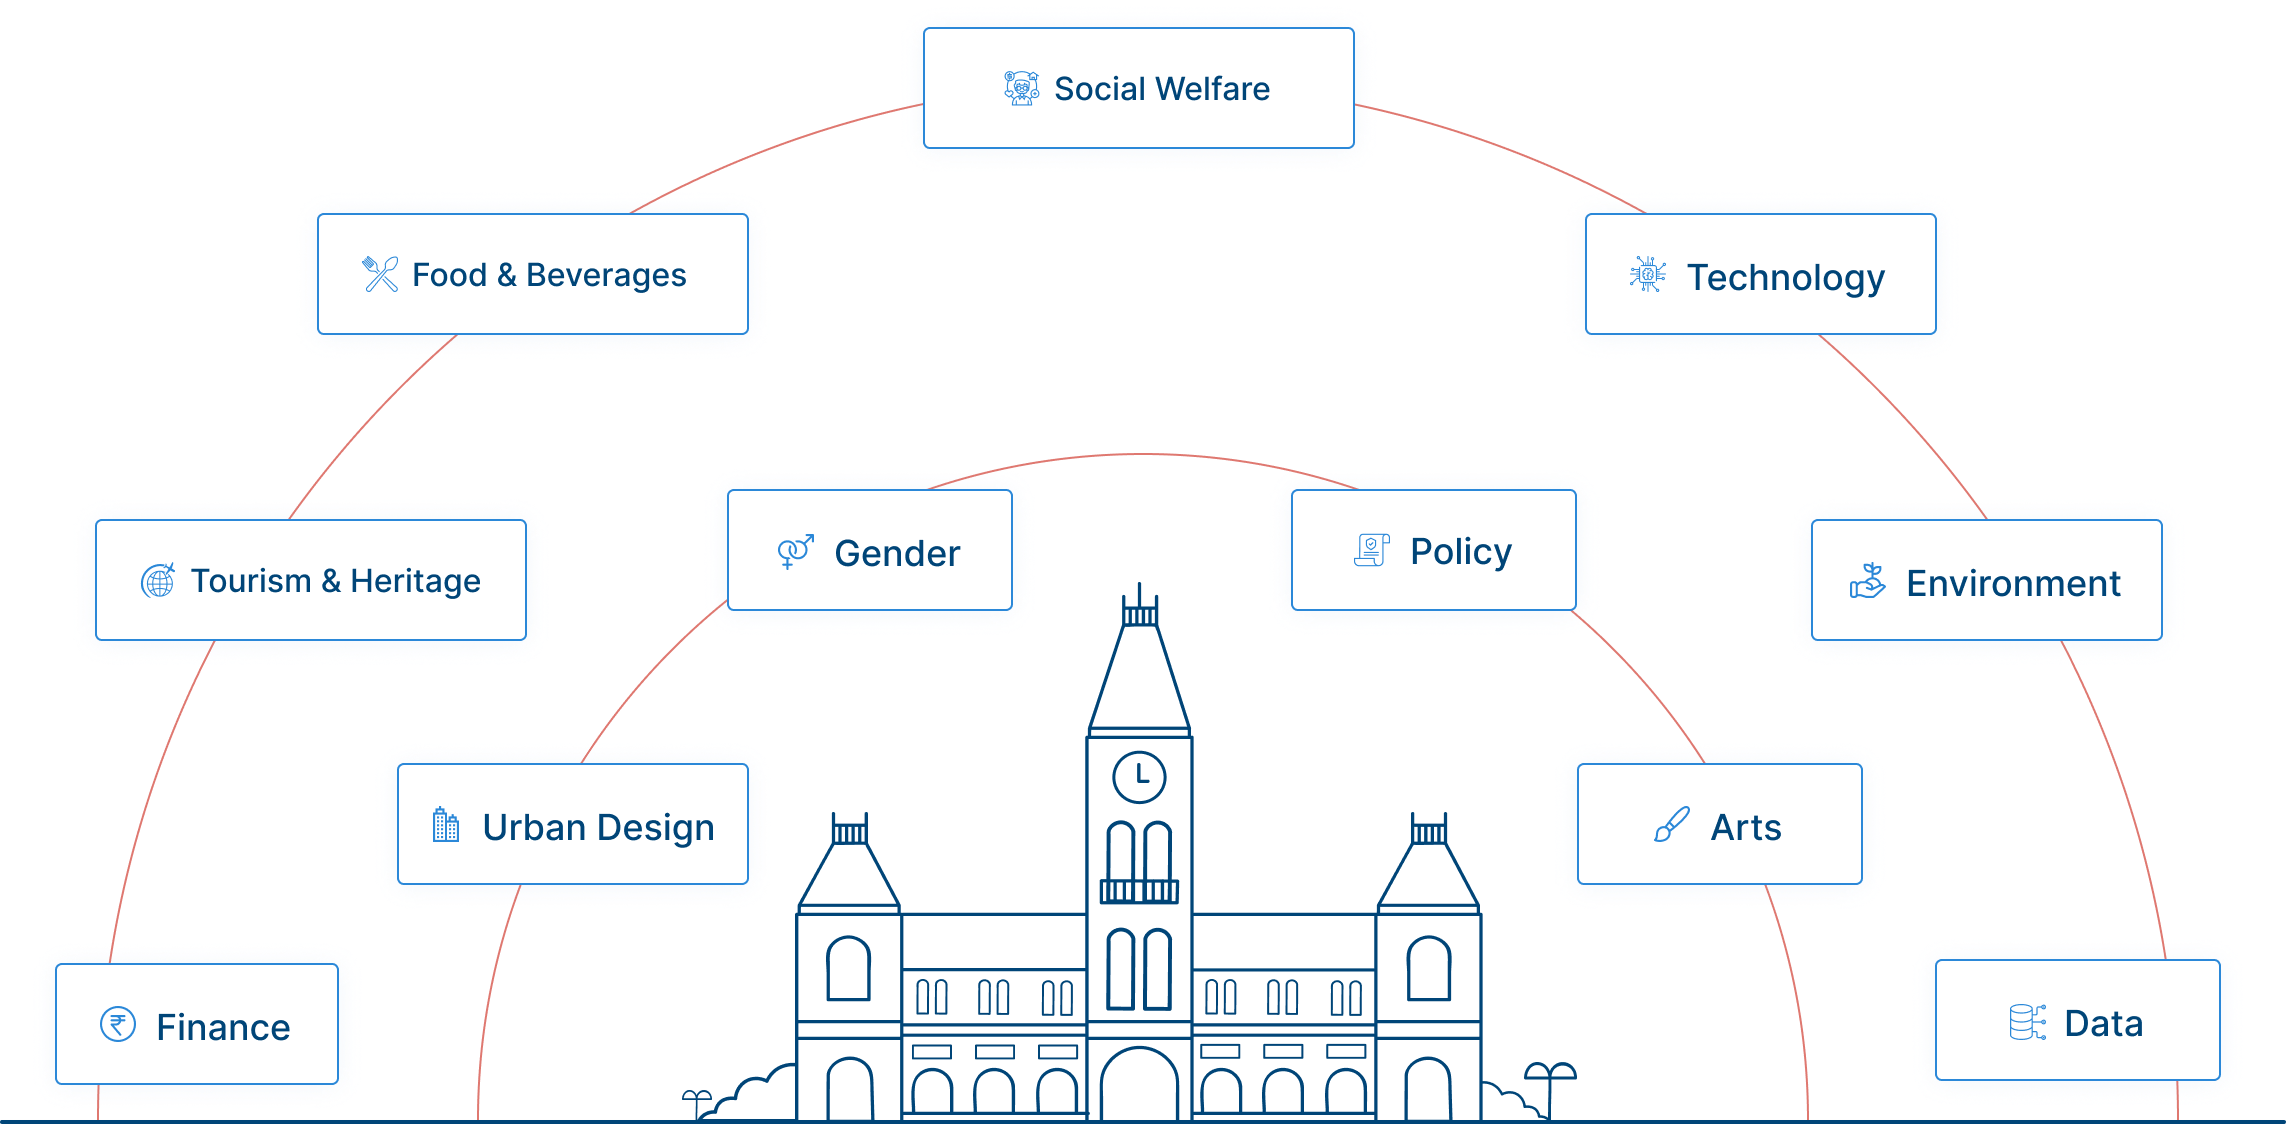 Social Welfare
Food & Beverages
Technology
Gender
Policy
Tourism & Heritage
Environment
Urban Design
Arts
Finance
Data